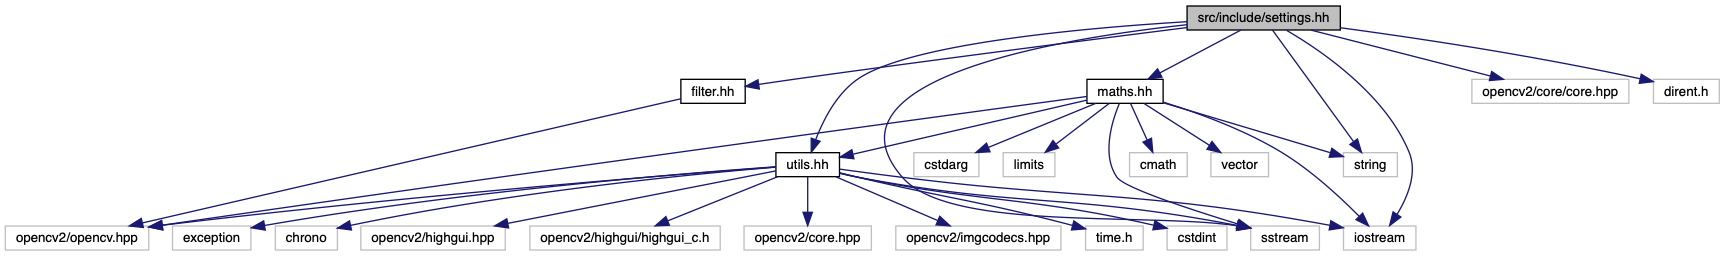 src/include/settings.hh
filter.hh
maths.hh
opencv2/core/core.hpp
dirent.h
utils.hh
cstdarg
limits
cmath
vector
string
opencv2/opencv.hpp
exception
chrono
opencv2/highgui.hpp
opencv2/highgui/highgui_c.h
opencv2/core.hpp
opencv2/imgcodecs.hpp
time.h
cstdint
sstream
iostream